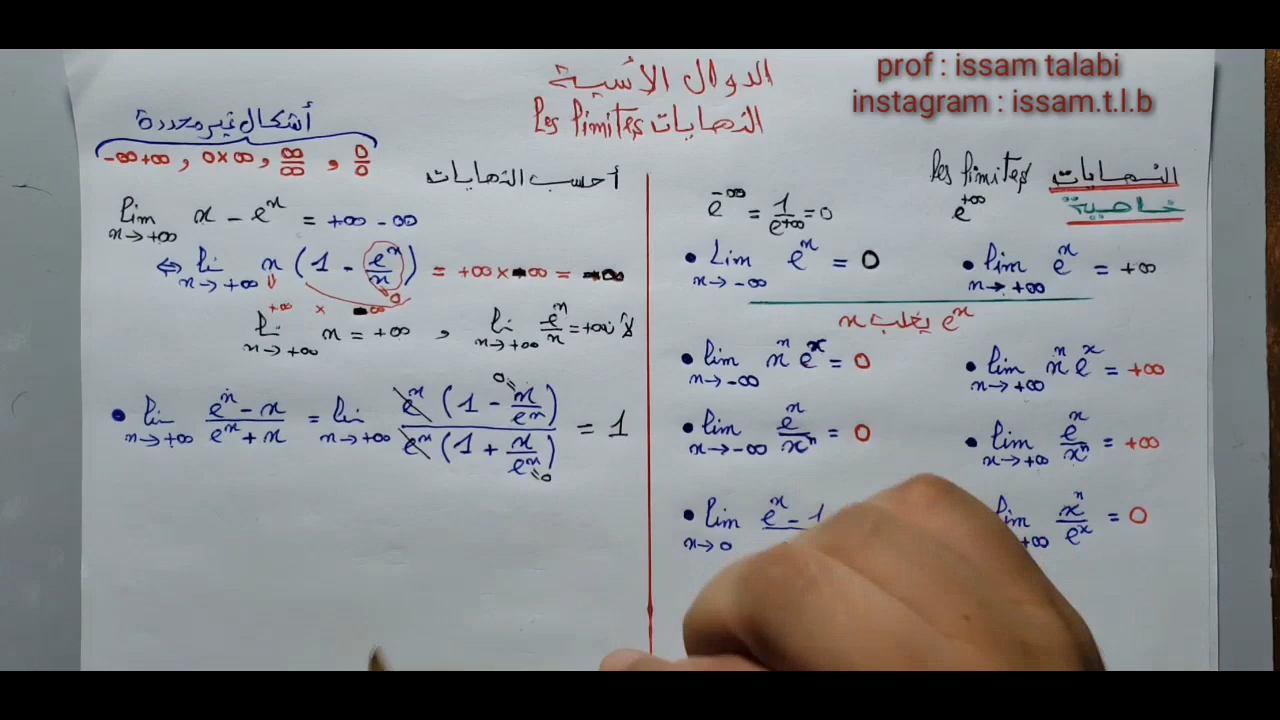 prof : issam talabi
instagram : issam.t.l.b
الدوال الأسية
النهايات les limites
أشكال غير محددة
-∞+∞ , 0×∞ , ∞/∞ , 0/0
أحسب النهايات
lim x→+∞ x - e^x = +∞ -∞
⇔ lim x→+∞ x (1 - e^x/x) = +∞ × -∞ = -∞
+∞ × -∞
lim x→+∞ x = +∞ , lim x→+∞ e^x/x = +∞ لأن
• lim x→+∞ (e^x - x)/(e^x + x) = lim x→+∞ e^x (1 - x/e^x) / e^x (1 + x/e^x) = 1
النهايات les limites
خاصية
e^-∞ = 1/e^+∞ = 0
e^+∞
• lim x→-∞ e^x = 0
• lim x→+∞ e^x = +∞
e^x يغلب x
• lim x→-∞ x^n e^x = 0
• lim x→+∞ x^n e^x = +∞
• lim x→-∞ e^x/x^n = 0
• lim x→+∞ e^x/x^n = +∞
• lim x→0 e^x - 1
lim +∞ x^n/e^x = 0